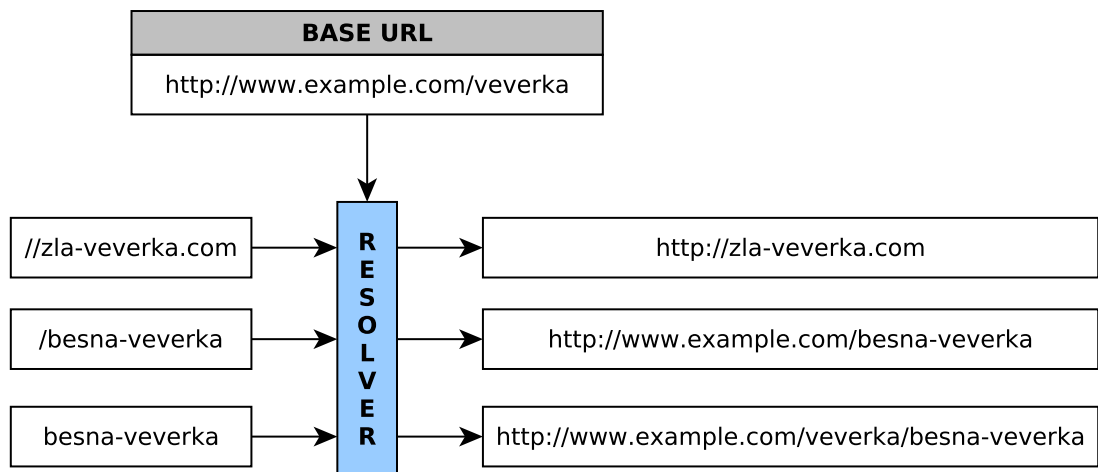 BASE URL
http://www.example.com/veverka
RESOLVER
//zla-veverka.com
http://zla-veverka.com
/besna-veverka
http://www.example.com/besna-veverka
besna-veverka
http://www.example.com/veverka/besna-veverka